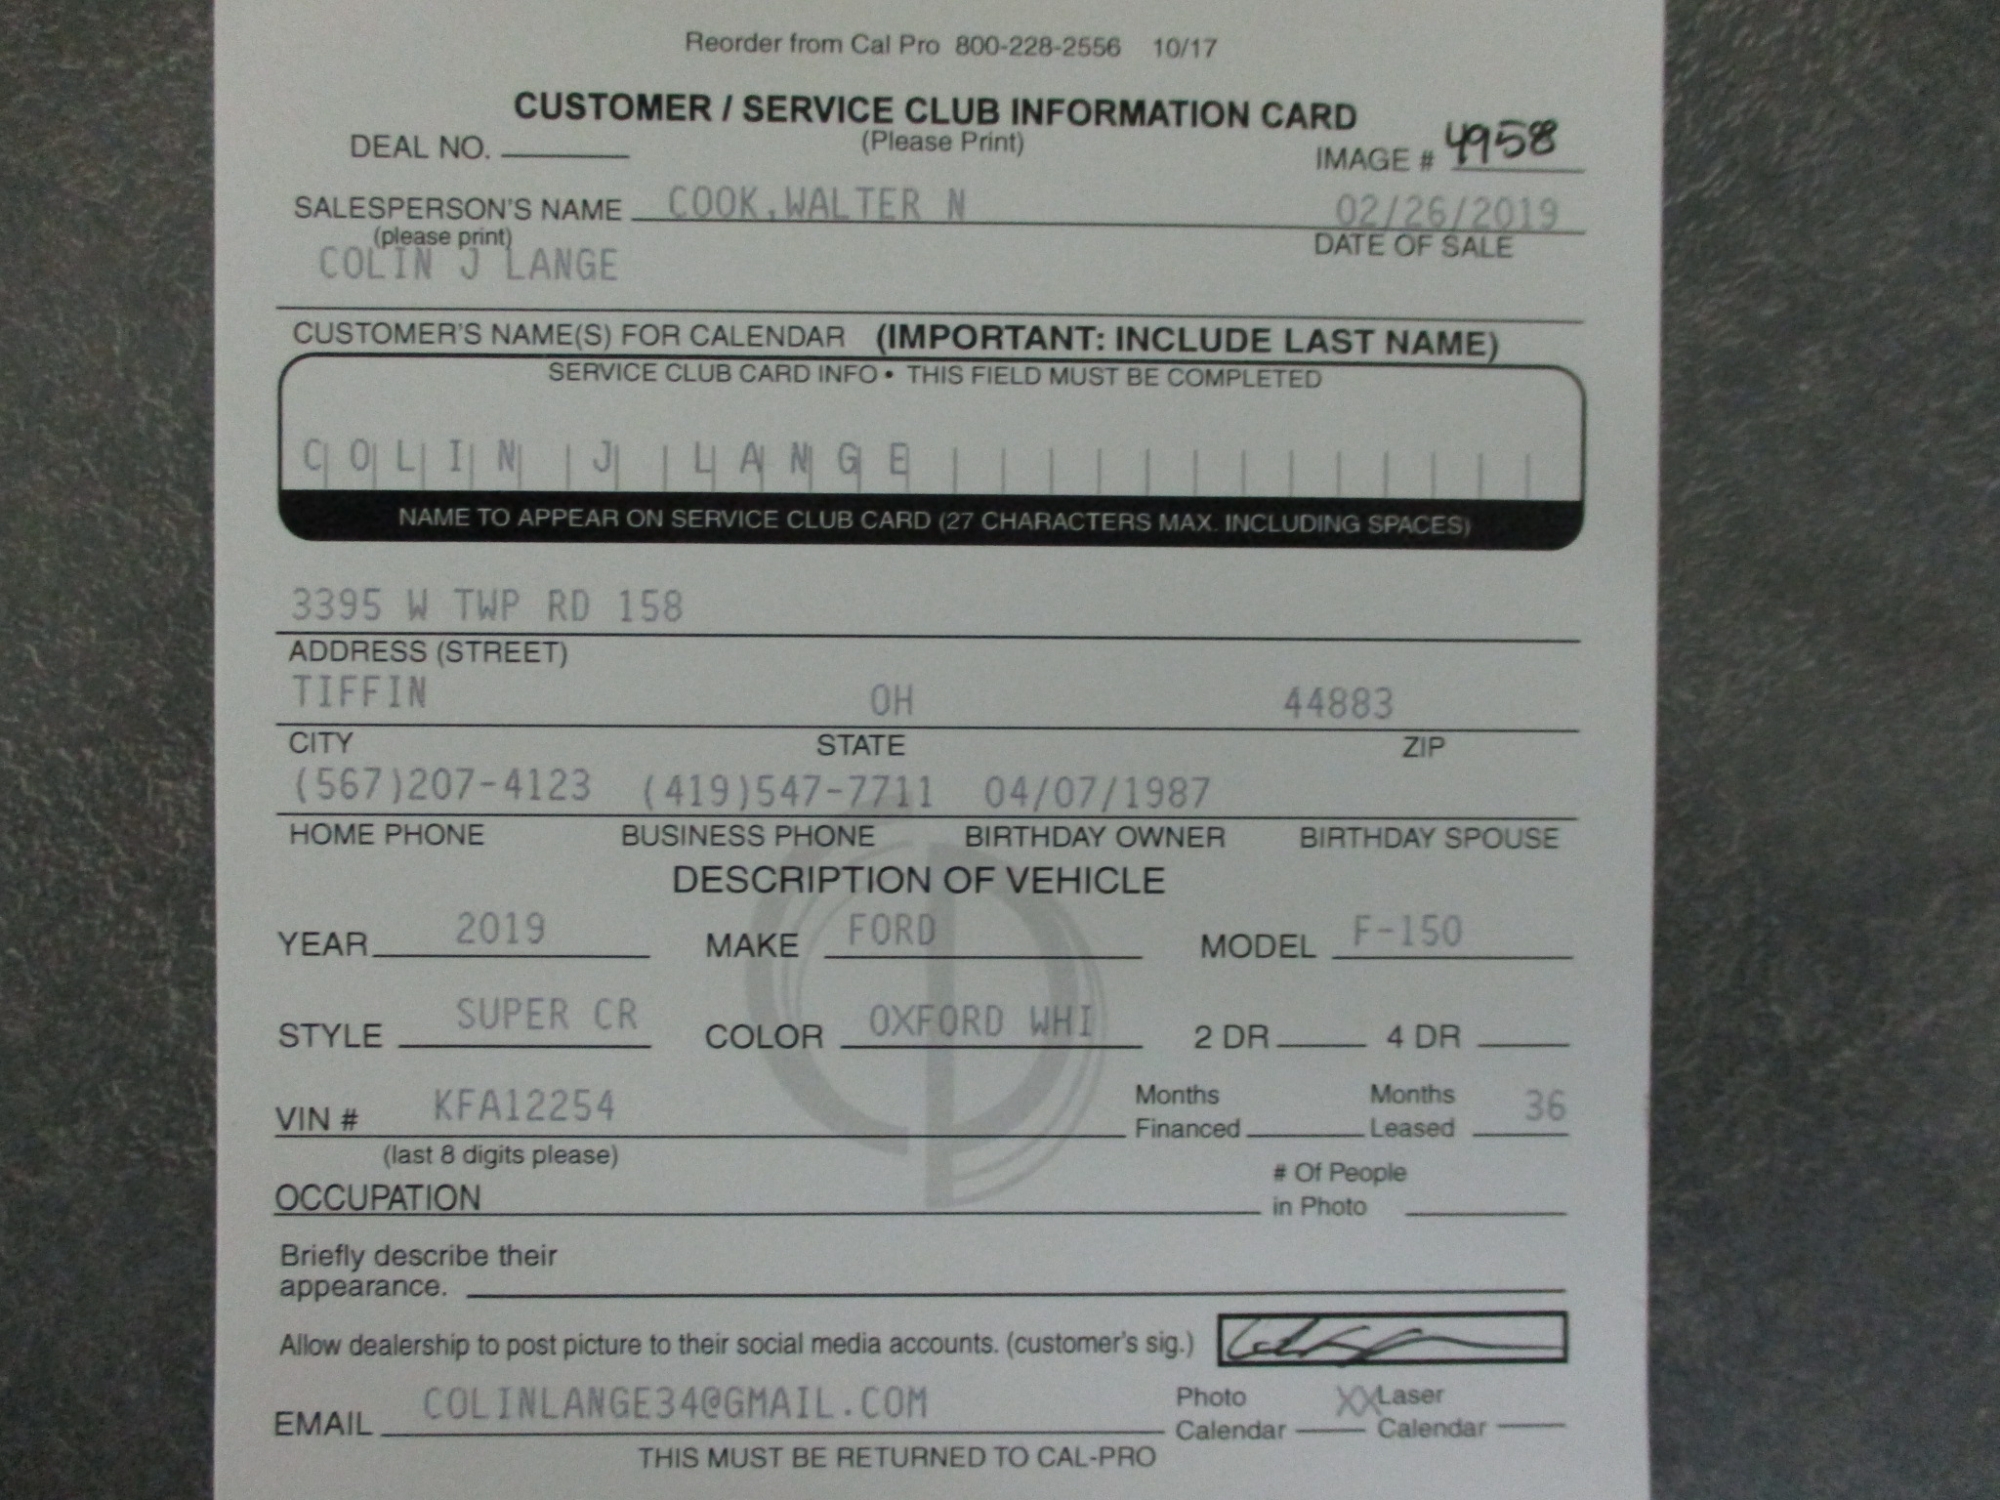 Reorder from Cal Pro 800-228-2556 10/17
CUSTOMER / SERVICE CLUB INFORMATION CARD
(Please Print)
DEAL NO.
IMAGE # 4958
SALESPERSON'S NAME COOK,WALTER N 02/26/2019
(please print) DATE OF SALE
COLIN J LANGE
CUSTOMER'S NAME(S) FOR CALENDAR (IMPORTANT: INCLUDE LAST NAME)
SERVICE CLUB CARD INFO • THIS FIELD MUST BE COMPLETED
COLIN J LANGE
NAME TO APPEAR ON SERVICE CLUB CARD (27 CHARACTERS MAX. INCLUDING SPACES)
3395 W TWP RD 158
ADDRESS (STREET)
TIFFIN OH 44883
CITY STATE ZIP
(567)207-4123 (419)547-7711 04/07/1987
HOME PHONE BUSINESS PHONE BIRTHDAY OWNER BIRTHDAY SPOUSE
DESCRIPTION OF VEHICLE
YEAR 2019 MAKE FORD MODEL F-150
STYLE SUPER CR COLOR OXFORD WHI 2 DR 4 DR
VIN # KFA12254 Months Financed Months Leased 36
(last 8 digits please)
OCCUPATION # Of People in Photo
Briefly describe their
appearance.
Allow dealership to post picture to their social media accounts. (customer's sig.)
EMAIL COLINLANGE34@GMAIL.COM Photo Calendar XX Laser Calendar
THIS MUST BE RETURNED TO CAL-PRO